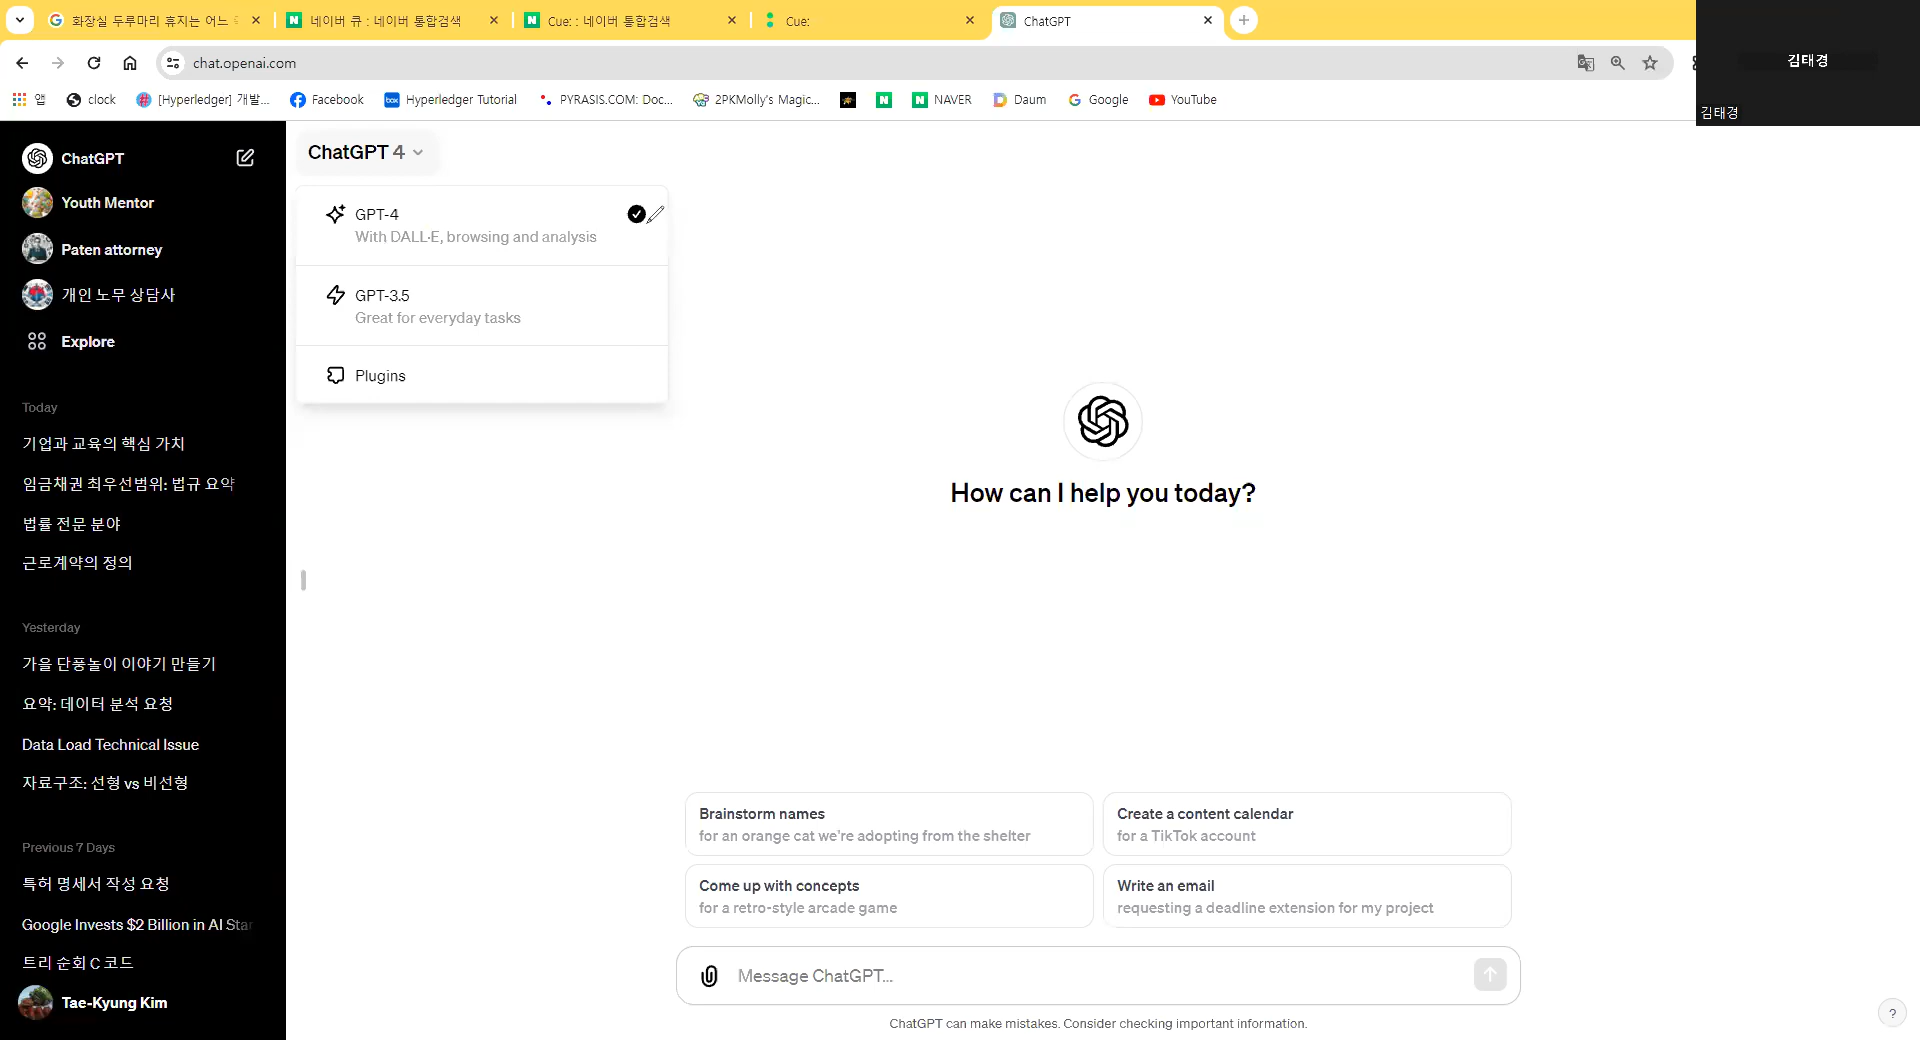 화장실 두루마리 휴지는 어느
네이버 큐 : 네이버 통합검색
Cue: : 네이버 통합검색
Cue:
ChatGPT
chat.openai.com
앱
clock
[Hyperledger] 개발...
Facebook
Hyperledger Tutorial
PYRASIS.COM: Doc...
2PKMolly's Magic...
NAVER
Daum
Google
YouTube
김태경
김태경
ChatGPT
Youth Mentor
Paten attorney
개인 노무 상담사
Explore
Today
기업과 교육의 핵심 가치
임금채권 최우선범위: 법규 요약
법률 전문 분야
근로계약의 정의
Yesterday
가을 단풍놀이 이야기 만들기
요약: 데이터 분석 요청
Data Load Technical Issue
자료구조: 선형 vs 비선형
Previous 7 Days
특허 명세서 작성 요청
Google Invests $2 Billion in AI Star
트리 순회 C 코드
Tae-Kyung Kim
ChatGPT 4
GPT-4
With DALL·E, browsing and analysis
GPT-3.5
Great for everyday tasks
Plugins
How can I help you today?
Brainstorm names
for an orange cat we're adopting from the shelter
Create a content calendar
for a TikTok account
Come up with concepts
for a retro-style arcade game
Write an email
requesting a deadline extension for my project
Message ChatGPT...
ChatGPT can make mistakes. Consider checking important information.
?